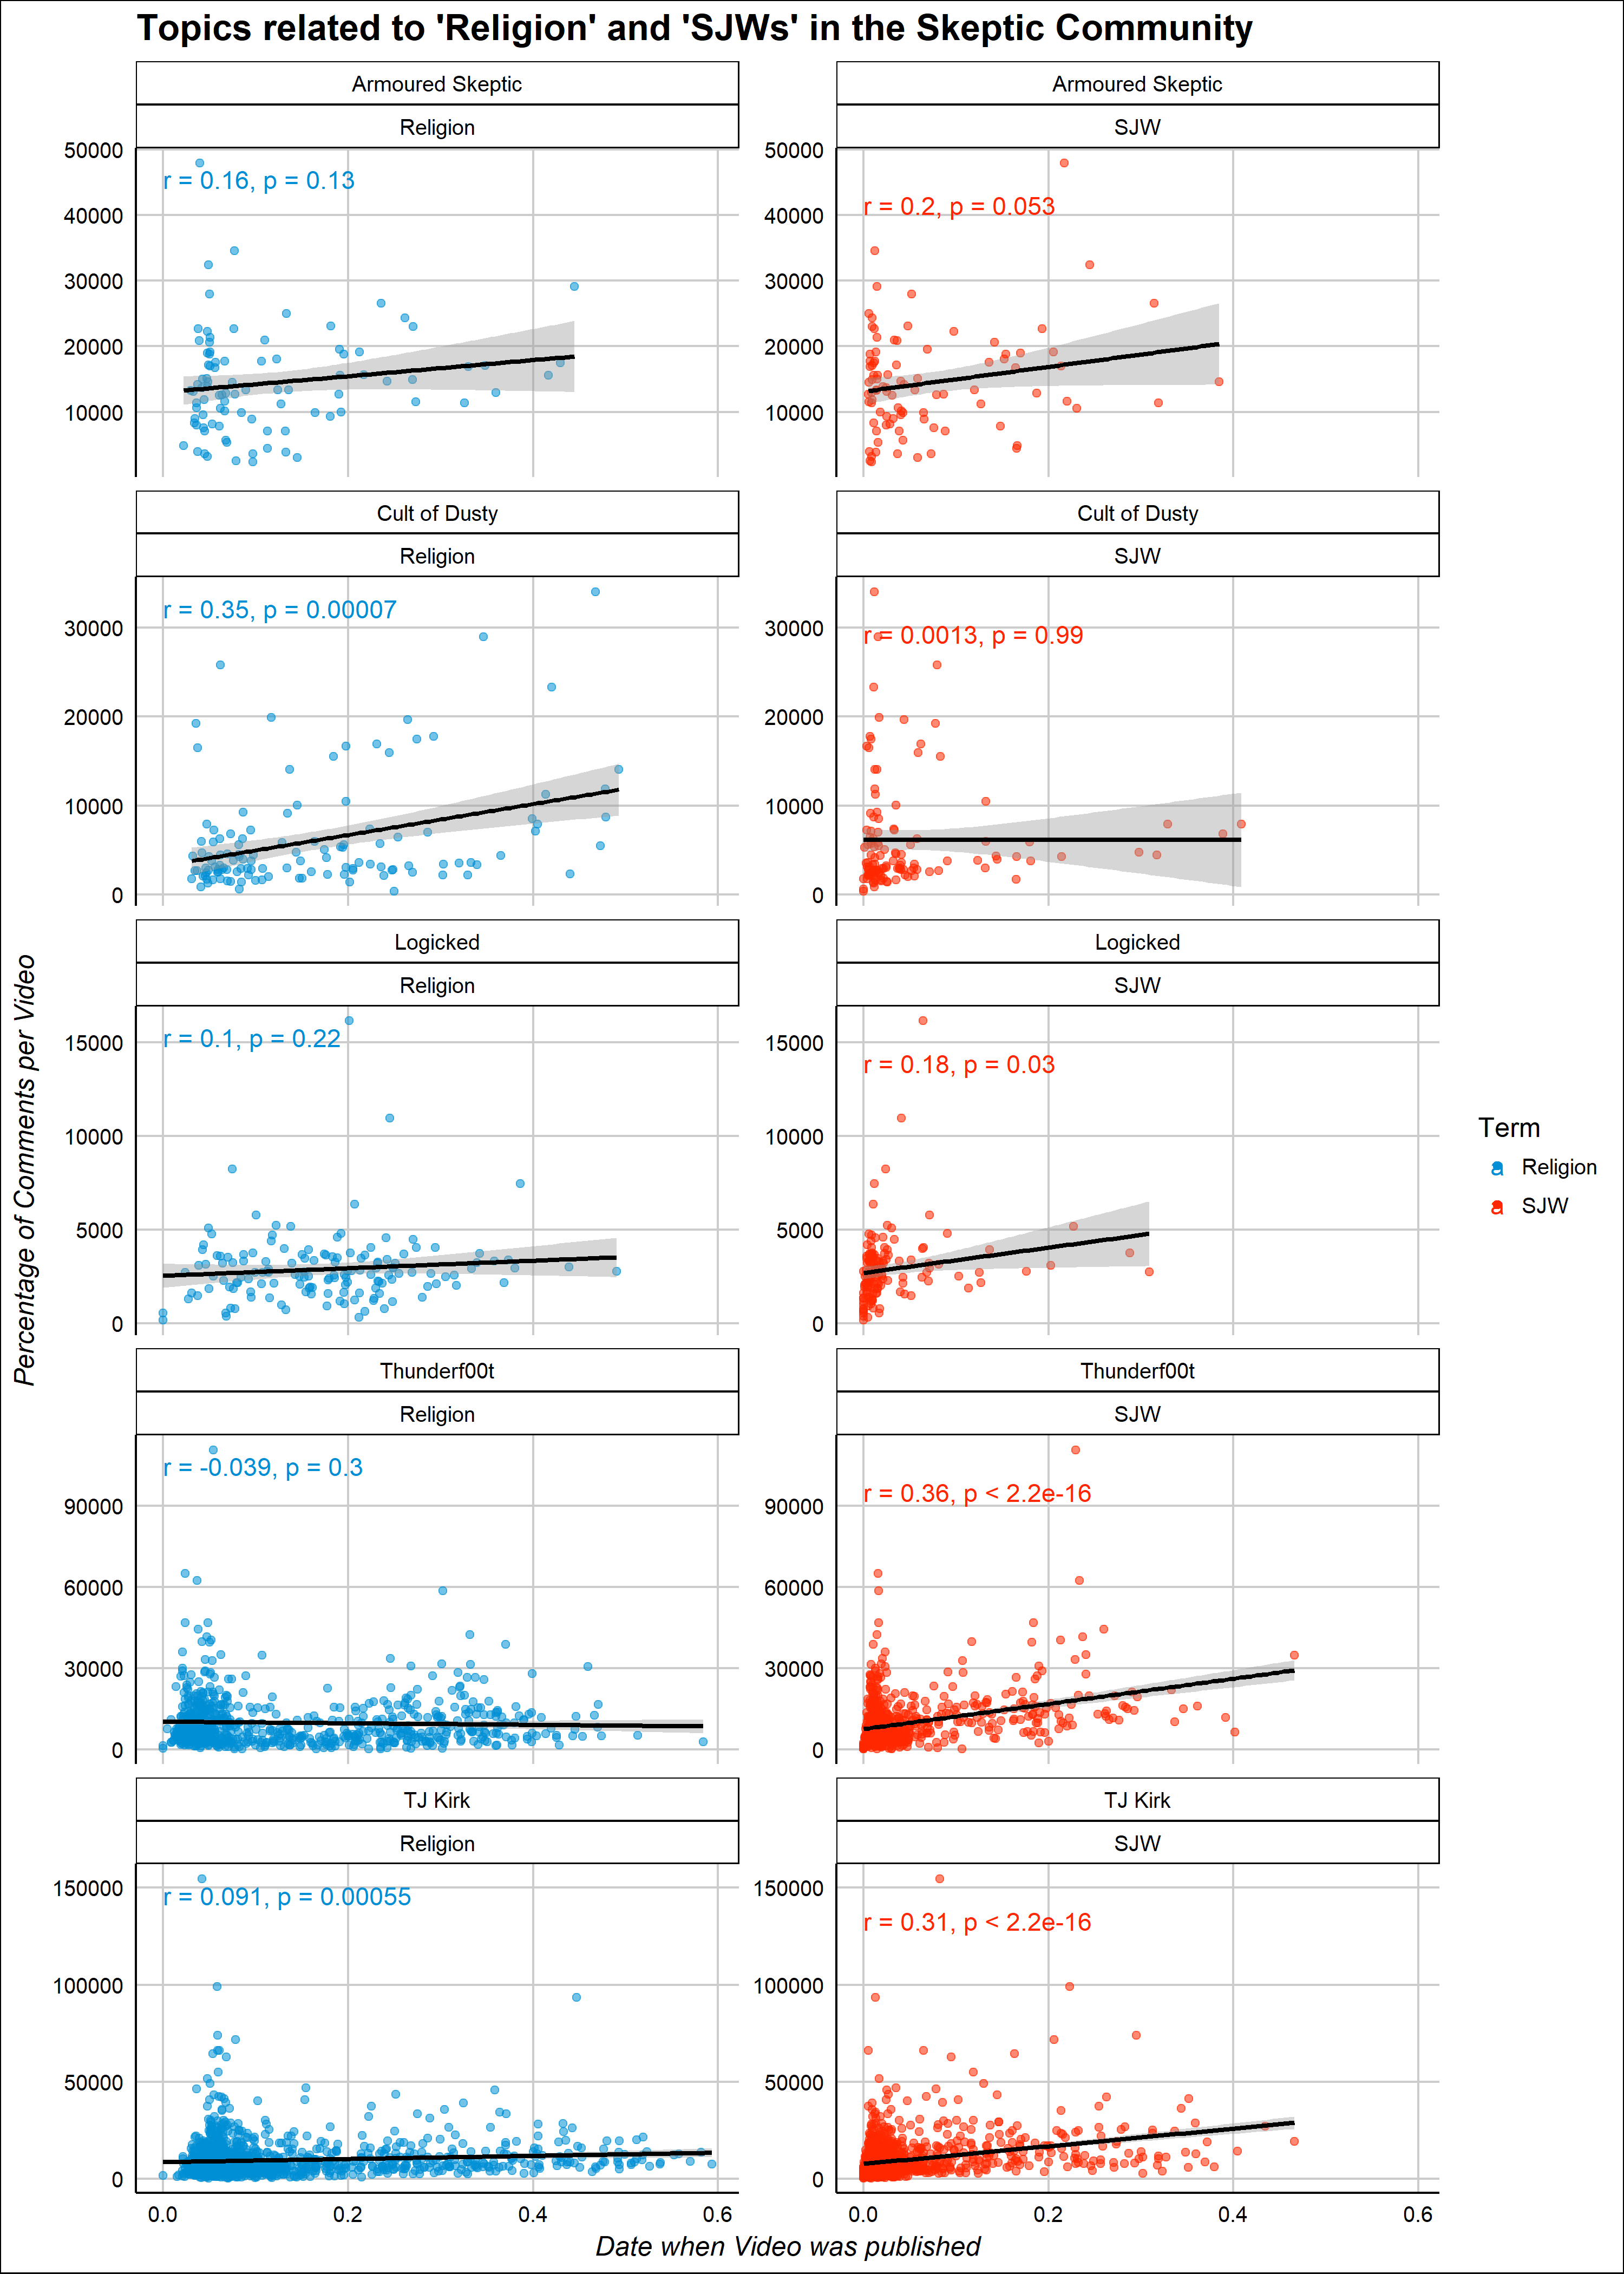 Topics related to 'Religion' and 'SJWs' in the Skeptic Community
Armoured Skeptic
Religion
r = 0.16, p = 0.13
50000
40000
30000
20000
10000
Armoured Skeptic
SJW
r = 0.2, p = 0.053
50000
40000
30000
20000
10000
Cult of Dusty
Religion
r = 0.35, p = 0.00007
30000
20000
10000
0
Cult of Dusty
SJW
r = 0.0013, p = 0.99
30000
20000
10000
0
Logicked
Religion
r = 0.1, p = 0.22
15000
10000
5000
0
Logicked
SJW
r = 0.18, p = 0.03
15000
10000
5000
0
Thunderf00t
Religion
r = -0.039, p = 0.3
90000
60000
30000
0
Thunderf00t
SJW
r = 0.36, p < 2.2e-16
90000
60000
30000
0
TJ Kirk
Religion
r = 0.091, p = 0.00055
150000
100000
50000
0
0.0 0.2 0.4 0.6
TJ Kirk
SJW
r = 0.31, p < 2.2e-16
150000
100000
50000
0
0.0 0.2 0.4 0.6
Date when Video was published
Percentage of Comments per Video
Term
a Religion
a SJW